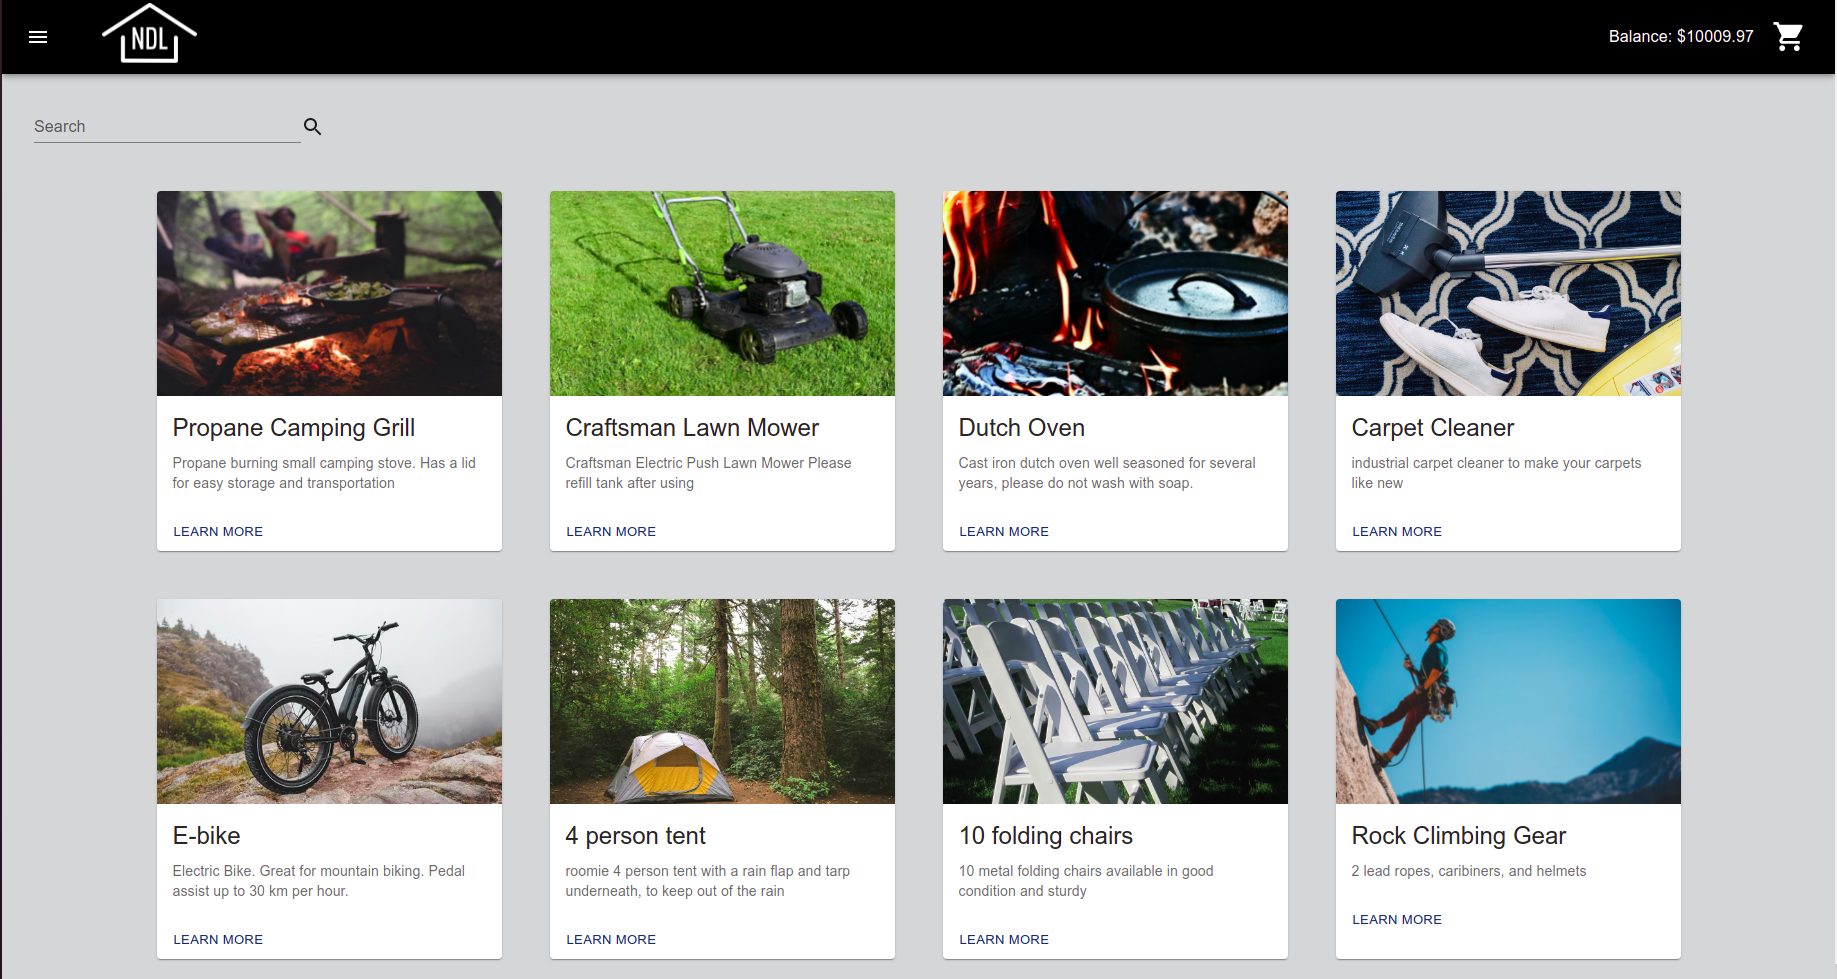 NDL
Balance: $10009.97
Search
Propane Camping Grill
Propane burning small camping stove. Has a lid
for easy storage and transportation
LEARN MORE
Craftsman Lawn Mower
Craftsman Electric Push Lawn Mower Please
refill tank after using
LEARN MORE
Dutch Oven
Cast iron dutch oven well seasoned for several
years, please do not wash with soap.
LEARN MORE
Carpet Cleaner
industrial carpet cleaner to make your carpets
like new
LEARN MORE
E-bike
Electric Bike. Great for mountain biking. Pedal
assist up to 30 km per hour.
LEARN MORE
4 person tent
roomie 4 person tent with a rain flap and tarp
underneath, to keep out of the rain
LEARN MORE
10 folding chairs
10 metal folding chairs available in good
condition and sturdy
LEARN MORE
Rock Climbing Gear
2 lead ropes, caribiners, and helmets
LEARN MORE